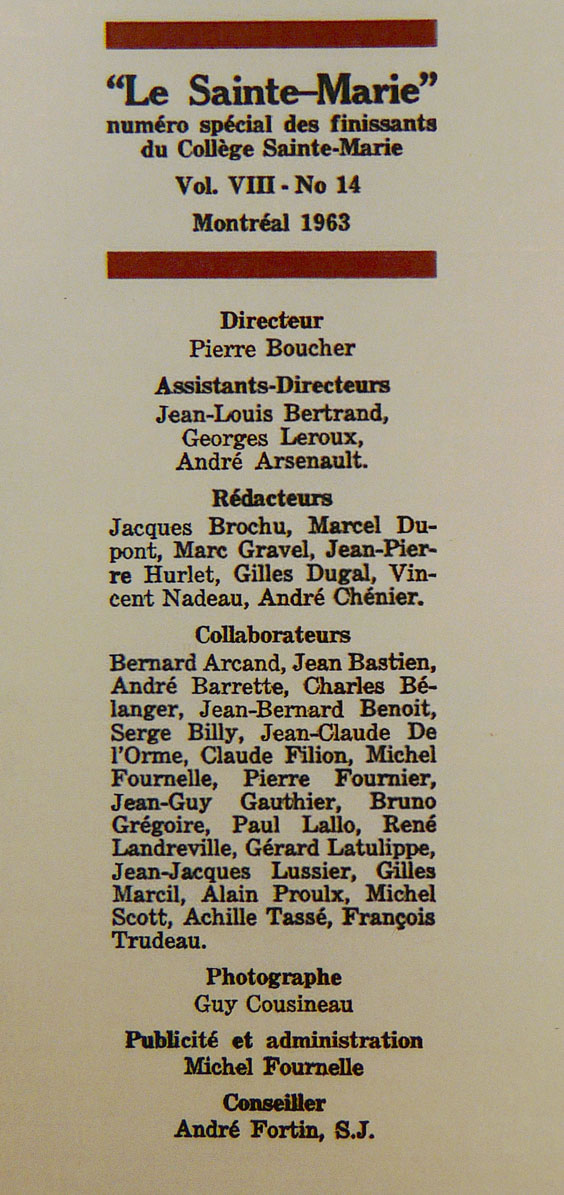 “Le Sainte-Marie”
numéro spécial des finissants
du Collège Sainte-Marie
Vol. VIII - No 14
Montréal 1963
Directeur
Pierre Boucher
Assistants-Directeurs
Jean-Louis Bertrand,
Georges Leroux,
André Arsenault.
Rédacteurs
Jacques Brochu, Marcel Du-
pont, Marc Gravel, Jean-Pier-
re Hurlet, Gilles Dugal, Vin-
cent Nadeau, André Chénier.
Collaborateurs
Bernard Arcand, Jean Bastien,
André Barrette, Charles Bé-
langer, Jean-Bernard Benoit,
Serge Billy, Jean-Claude De
l'Orme, Claude Filion, Michel
Fournelle, Pierre Fournier,
Jean-Guy Gauthier, Bruno
Grégoire, Paul Lallo, René
Landreville, Gérard Latulippe,
Jean-Jacques Lussier, Gilles
Marcil, Alain Proulx, Michel
Scott, Achille Tassé, François
Trudeau.
Photographe
Guy Cousineau
Publicité et administration
Michel Fournelle
Conseiller
André Fortin, S.J.